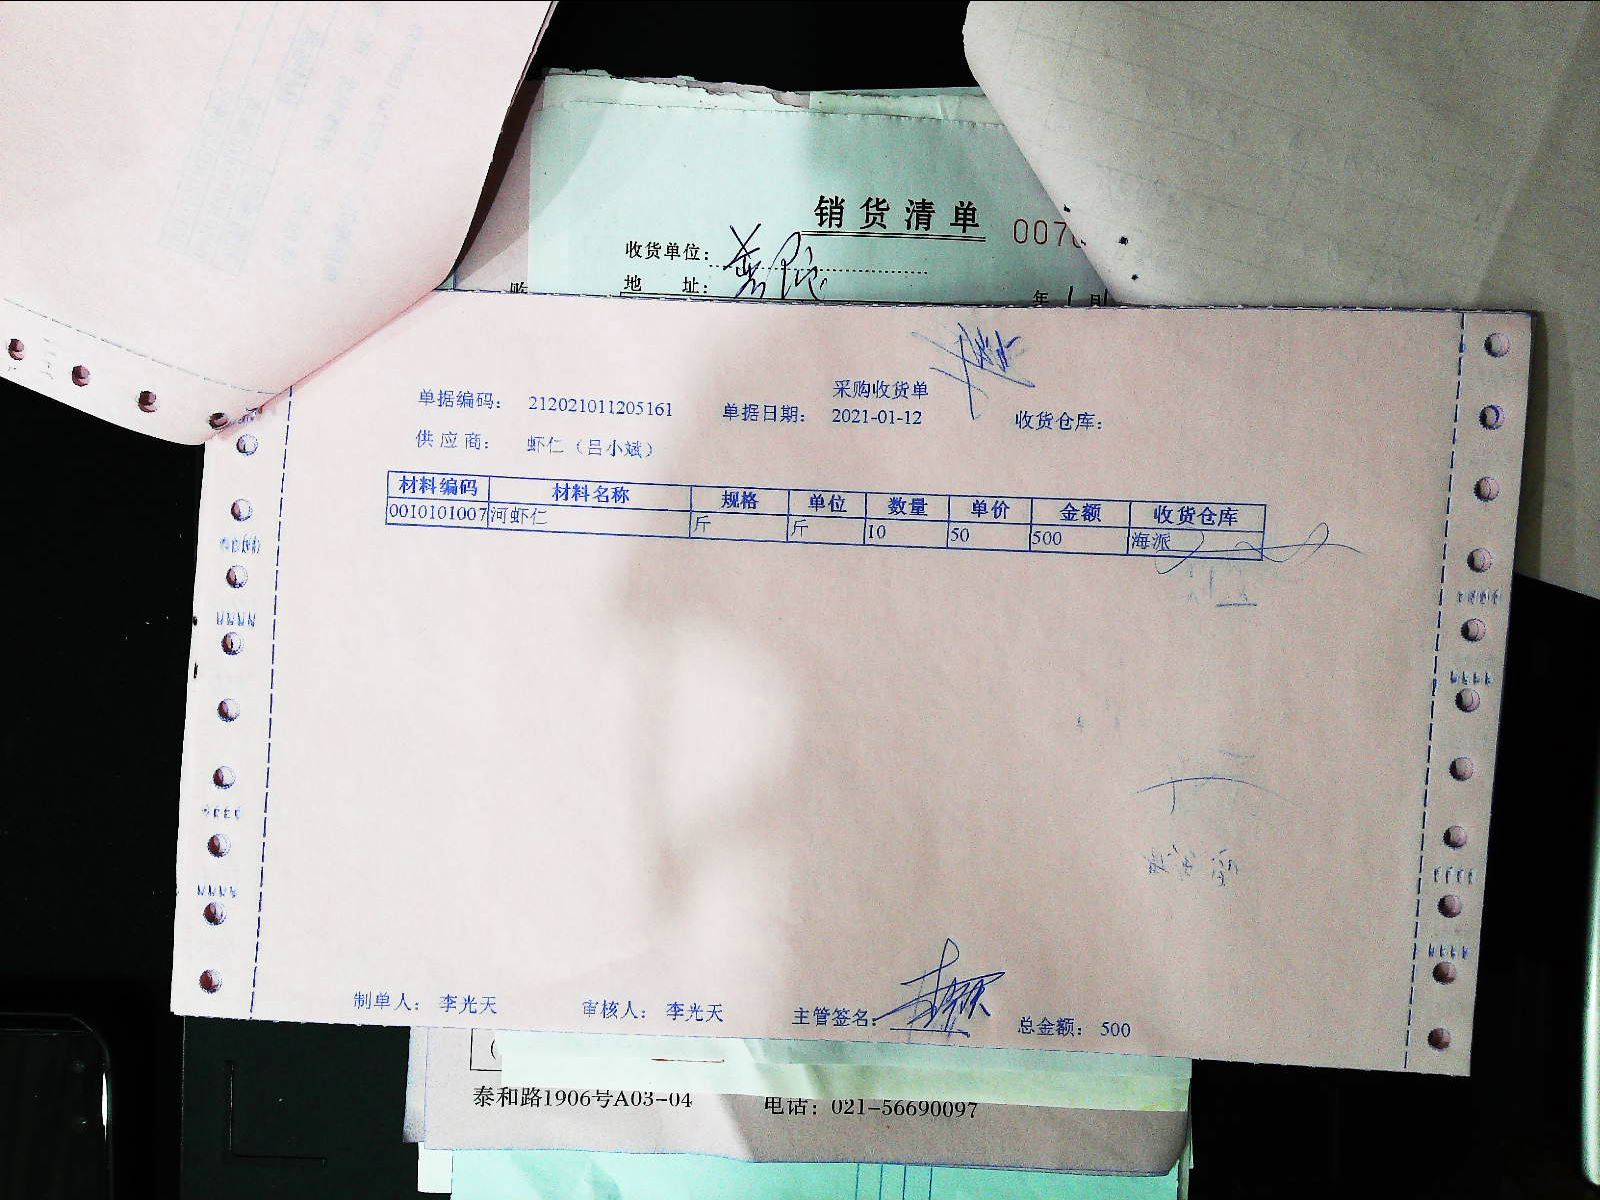 销货清单 007
收货单位：
地 址：
年 1 月
采购收货单
单据编码： 212021011205161 单据日期： 2021-01-12 收货仓库：
供应商： 虾仁（吕小斌）
材料编码 材料名称 规格 单位 数量 单价 金额 收货仓库
0010101007 河虾仁 斤 斤 10 50 500 海派
制单人： 李光天 审核人： 李光天 主管签名： 总金额： 500
泰和路1906号A03-04 电话：021-56690097